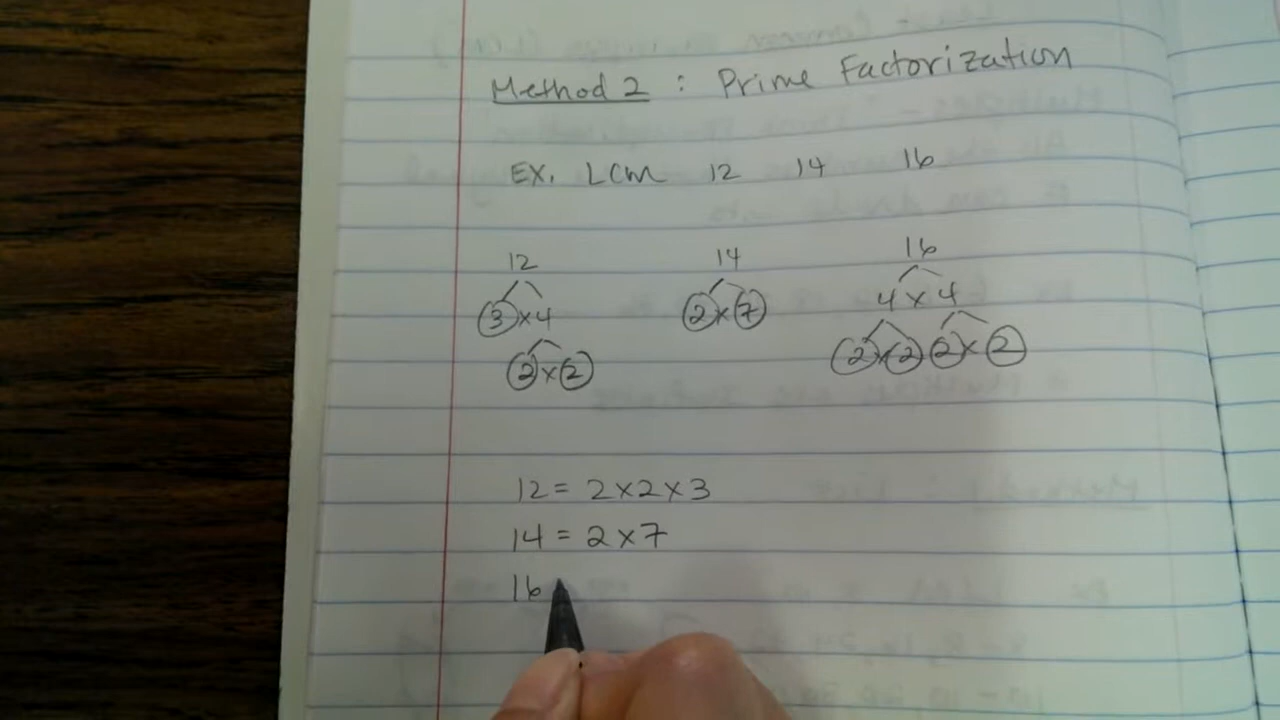 Method 2 : Prime Factorization
EX. LCM 12 14 16
12 14 16
3 x 4 2 x 7 4 x 4
2 x 2 2 x 2 2 x 2
12 = 2 x 2 x 3
14 = 2 x 7
16